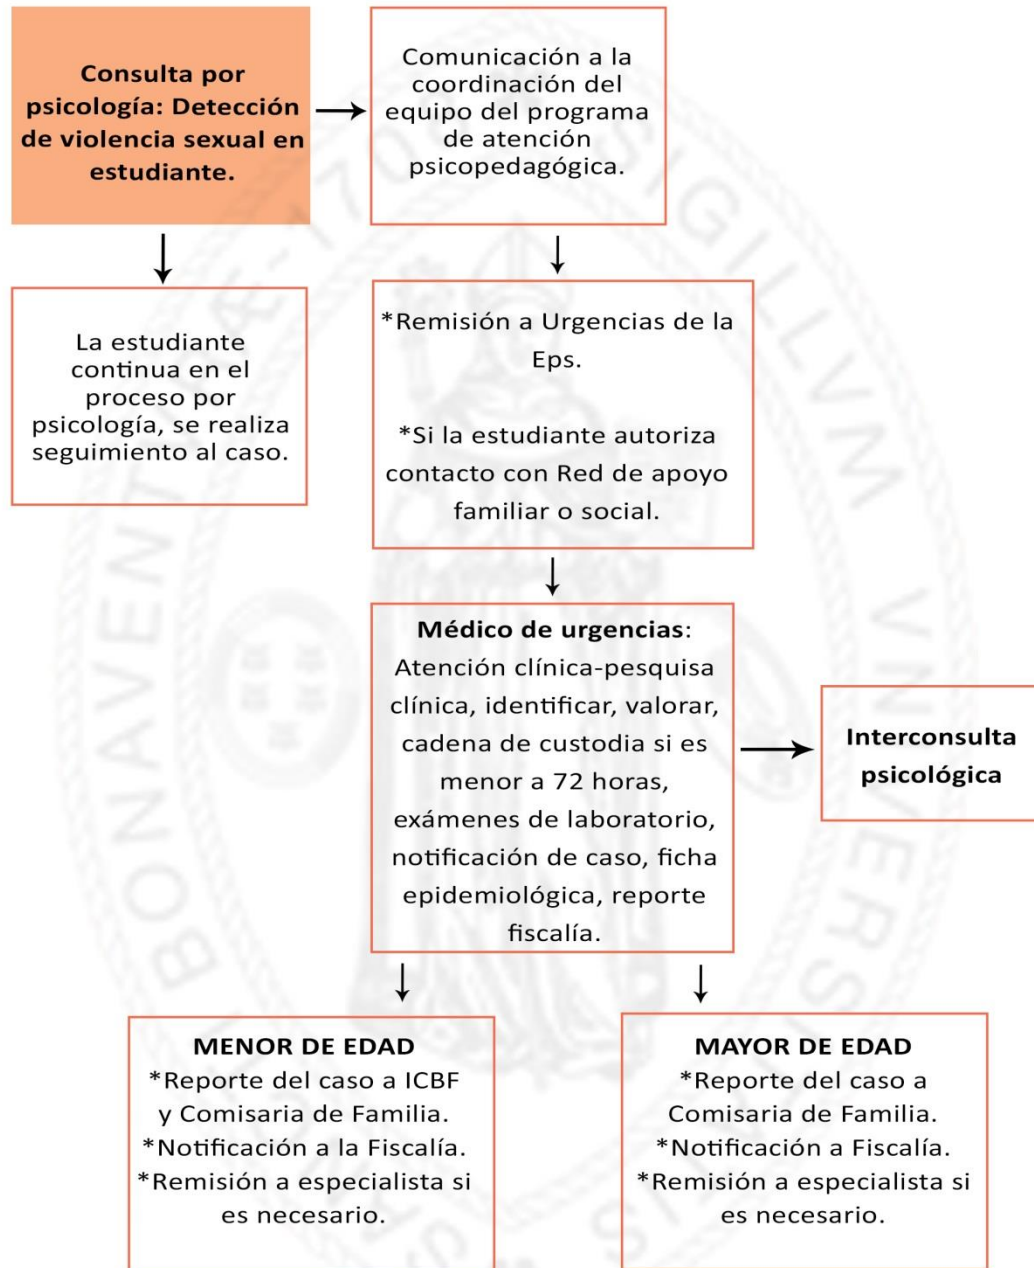 Consulta por
psicología: Detección
de violencia sexual en
estudiante.
Comunicación a la
coordinación del
equipo del programa
de atención
psicopedagógica.
La estudiante
continua en el
proceso por
psicología, se realiza
seguimiento al caso.
*Remisión a Urgencias de la
Eps.
*Si la estudiante autoriza
contacto con Red de apoyo
familiar o social.
Médico de urgencias:
Atención clínica-pesquisa
clínica, identificar, valorar,
cadena de custodia si es
menor a 72 horas,
exámenes de laboratorio,
notificación de caso, ficha
epidemiológica, reporte
fiscalía.
Interconsulta
psicológica
MENOR DE EDAD
*Reporte del caso a ICBF
y Comisaria de Familia.
*Notificación a la Fiscalía.
*Remisión a especialista si
es necesario.
MAYOR DE EDAD
*Reporte del caso a
Comisaria de Familia.
*Notificación a Fiscalía.
*Remisión a especialista si
es necesario.